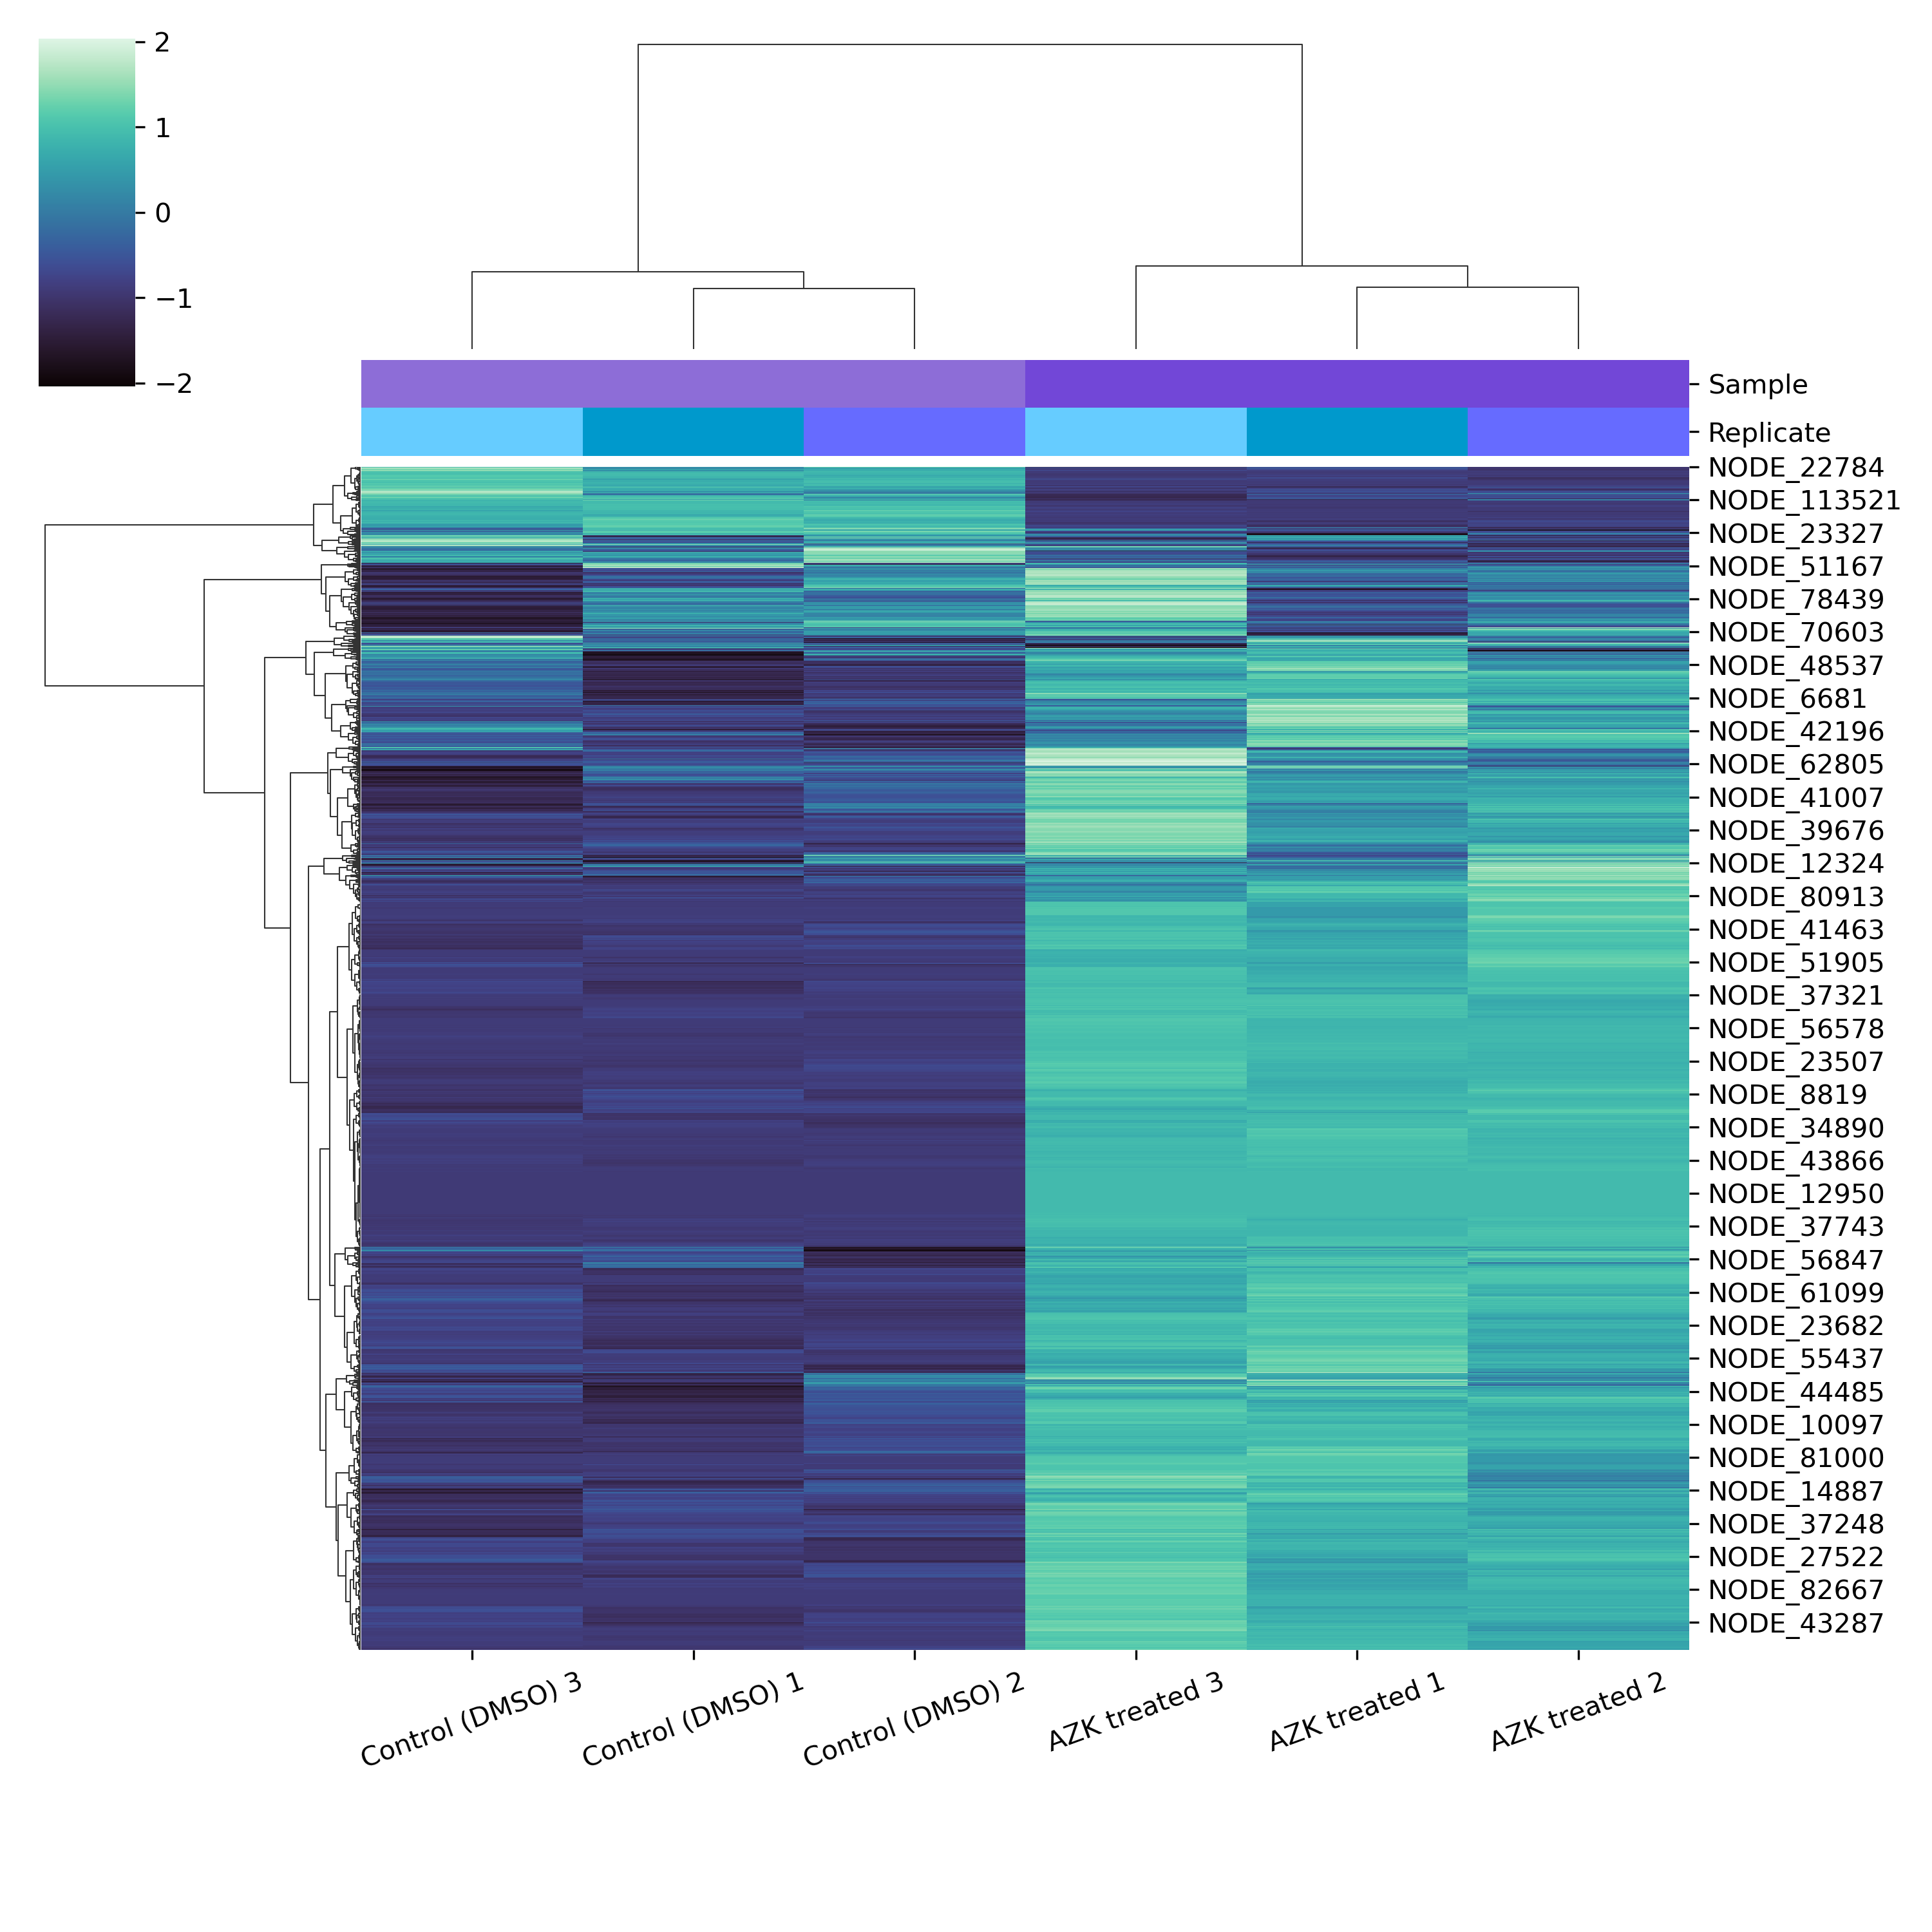 2
1
0
−1
−2
Sample
Replicate
NODE_22784
NODE_113521
NODE_23327
NODE_51167
NODE_78439
NODE_70603
NODE_48537
NODE_6681
NODE_42196
NODE_62805
NODE_41007
NODE_39676
NODE_12324
NODE_80913
NODE_41463
NODE_51905
NODE_37321
NODE_56578
NODE_23507
NODE_8819
NODE_34890
NODE_43866
NODE_12950
NODE_37743
NODE_56847
NODE_61099
NODE_23682
NODE_55437
NODE_44485
NODE_10097
NODE_81000
NODE_14887
NODE_37248
NODE_27522
NODE_82667
NODE_43287
Control (DMSO) 3
Control (DMSO) 1
Control (DMSO) 2
AZK treated 3
AZK treated 1
AZK treated 2